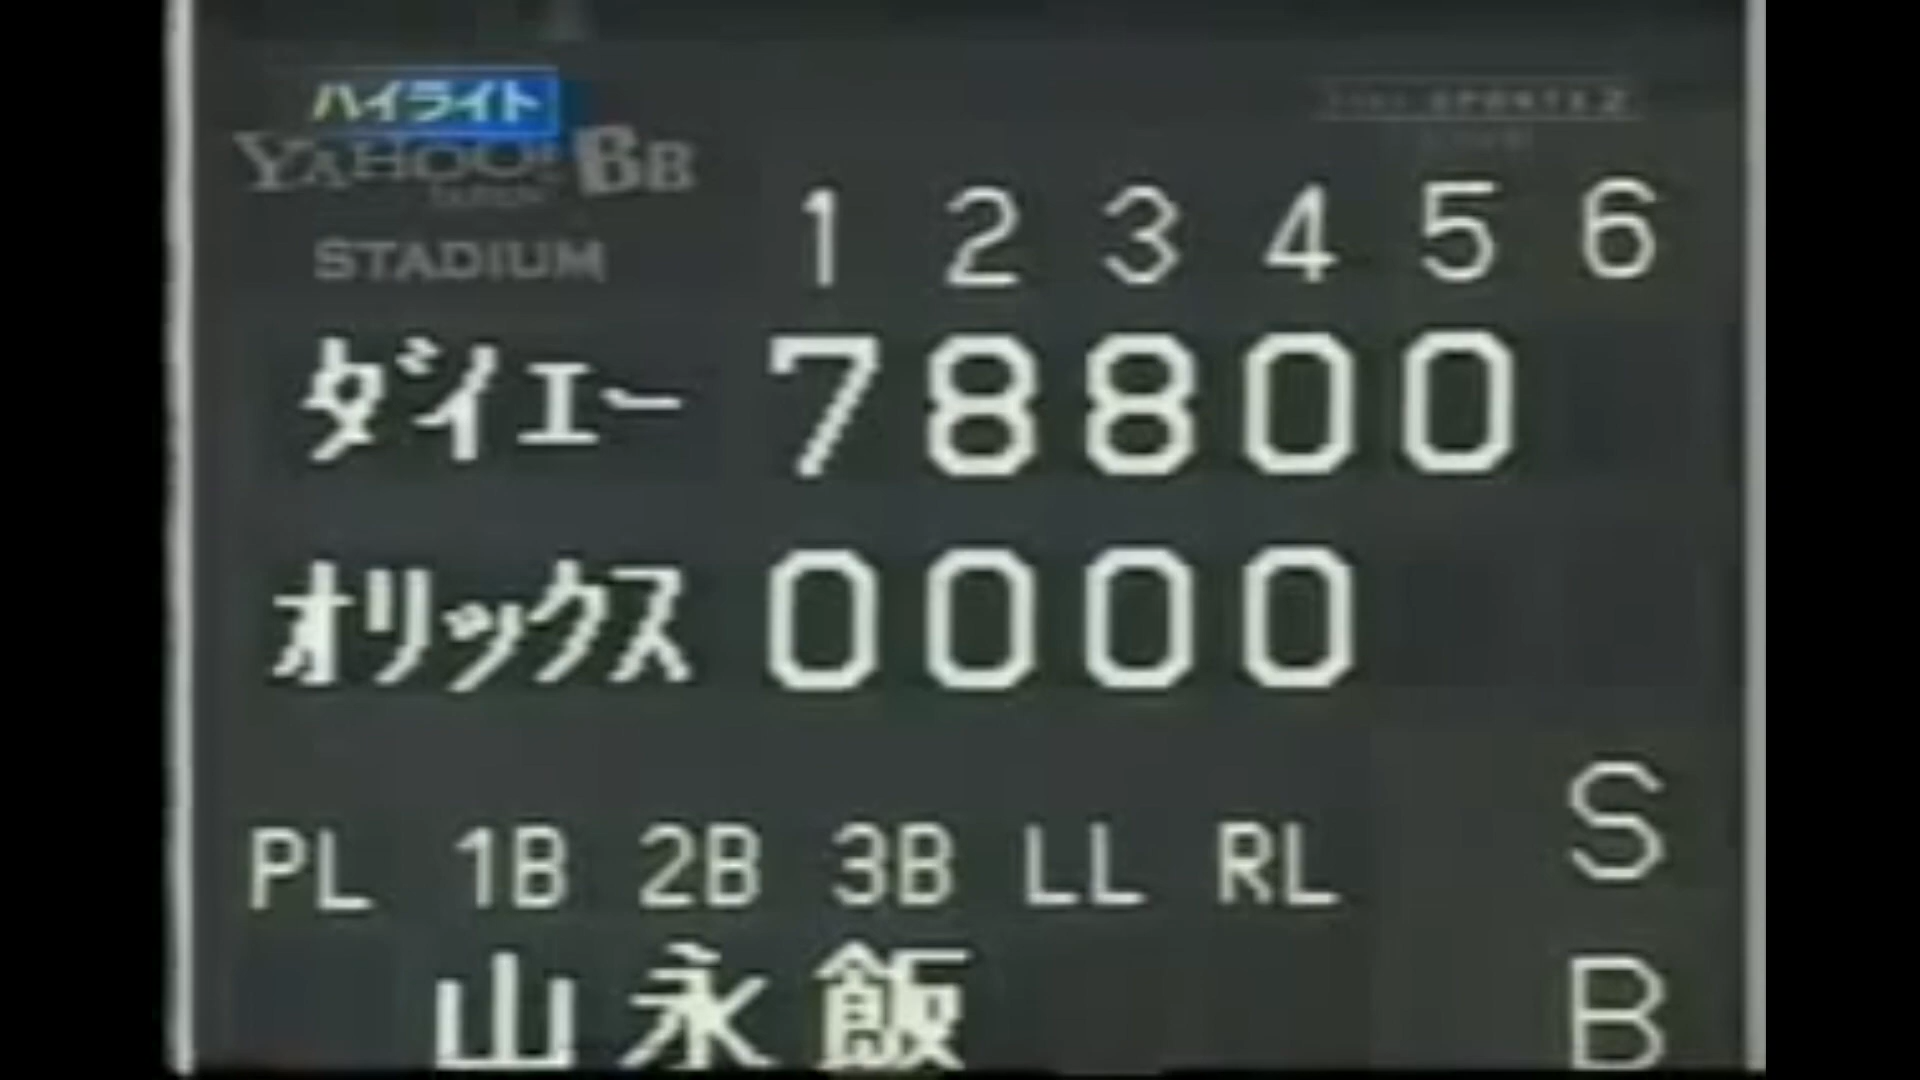 ハイライト
YAHOO! BB
JAPAN
STADIUM
1 2 3 4 5 6
ダイエー 7 8 8 0 0
オリックス 0 0 0 0
S
PL 1B 2B 3B LL RL
山 永 飯
B